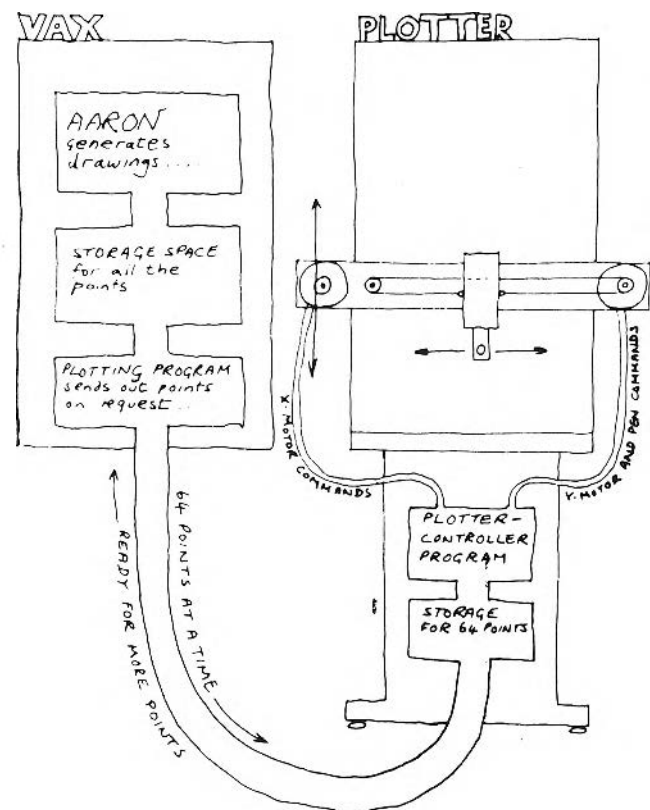 VAX
AARON
generates
drawings....
STORAGE SPACE
for all the
points
PLOTTING PROGRAM
sends out points
on request...
READY FOR MORE POINTS
64 POINTS AT A TIME
PLOTTER
X-MOTOR COMMANDS
Y-MOTOR AND PEN COMMANDS
PLOTTER-
CONTROLLER
PROGRAM
STORAGE
FOR 64 POINTS